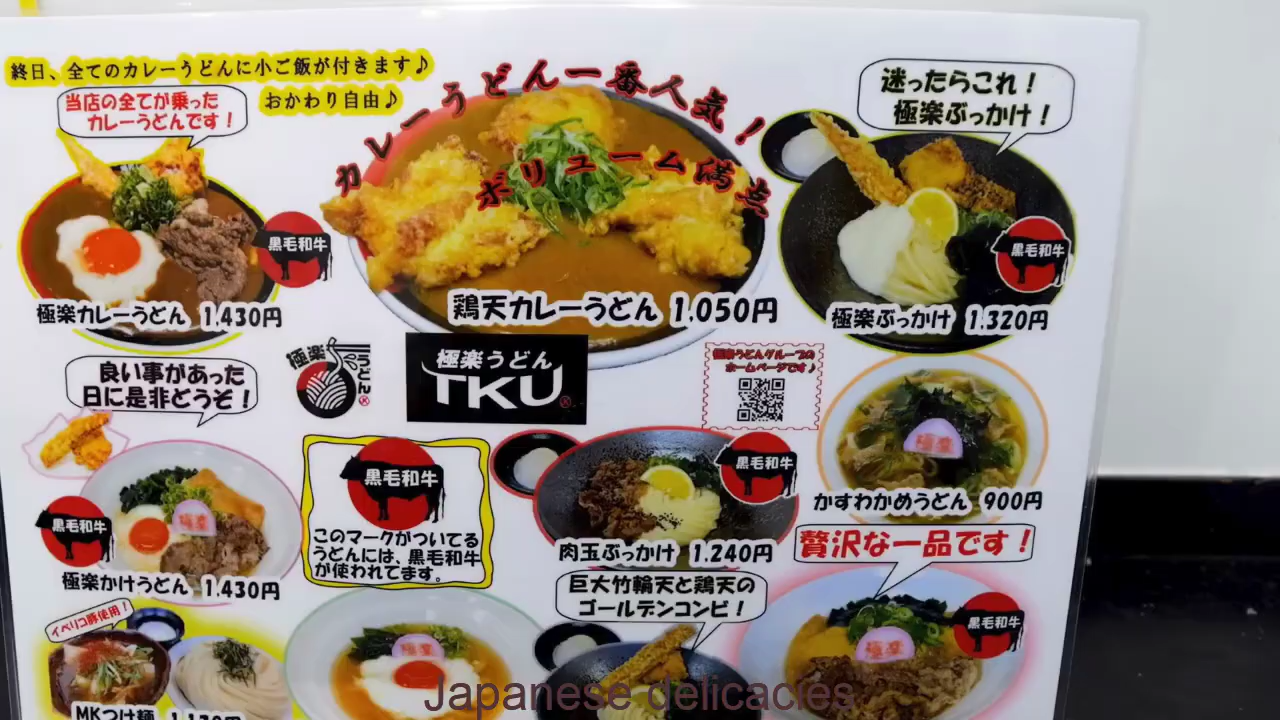 終日、全てのカレーうどんに小ご飯が付きます♪
おかわり自由♪
当店の全てが乗った
カレーうどんです！
カレーうどん一番人気！
ボリューム満点
迷ったらこれ！
極楽ぶっかけ！
黒毛和牛
極楽カレーうどん 1.430円
鶏天カレーうどん 1.050円
黒毛和牛
極楽ぶっかけ 1.320円
良い事があった
日に是非どうぞ！
極楽うどん
極楽うどん
TKU
極楽うどんグループの
ホームページです♪
極楽
かすわかめうどん 900円
黒毛和牛
極楽
極楽かけうどん 1.430円
黒毛和牛
このマークがついてる
うどんには、黒毛和牛
が使われてます。
黒毛和牛
肉玉ぶっかけ 1.240円
贅沢な一品です！
イベリコ豚使用！
巨大竹輪天と鶏天の
ゴールデンコンビ！
黒毛和牛
極楽
極楽
MKつけ麺
Japanese delicacies